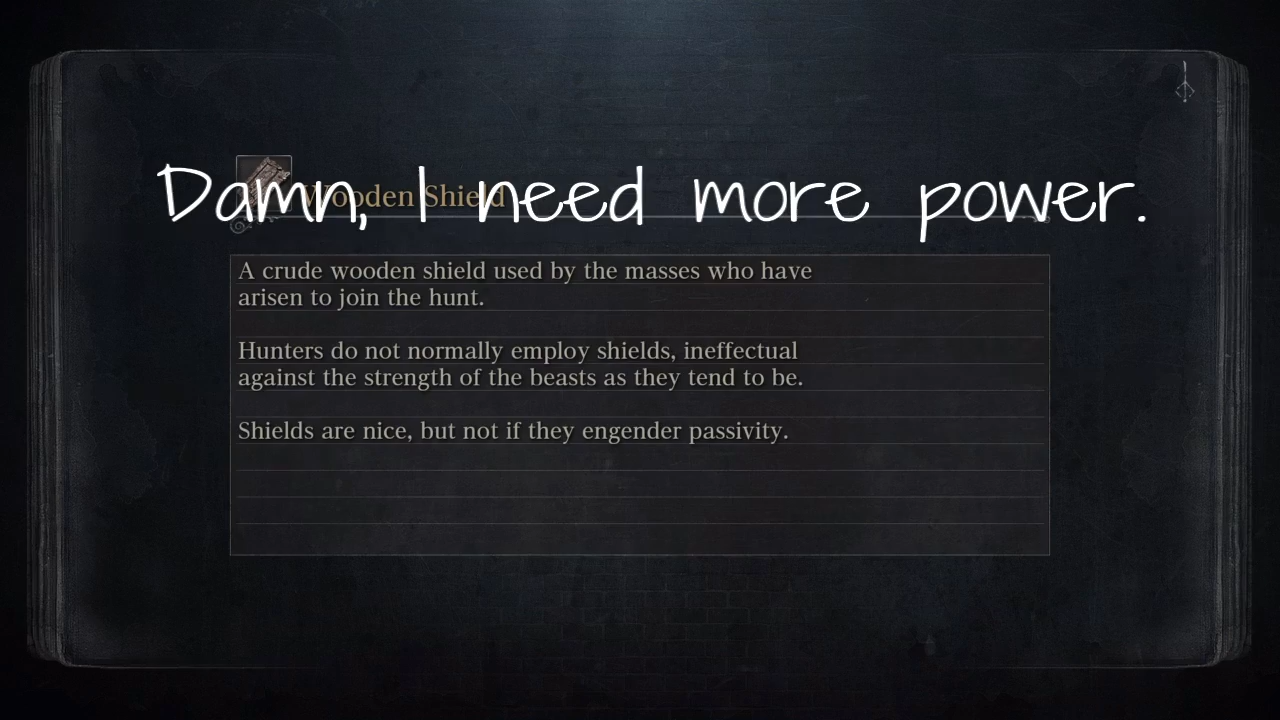 Damn, I need more power.
Wooden Shield
A crude wooden shield used by the masses who have
arisen to join the hunt.
Hunters do not normally employ shields, ineffectual
against the strength of the beasts as they tend to be.
Shields are nice, but not if they engender passivity.